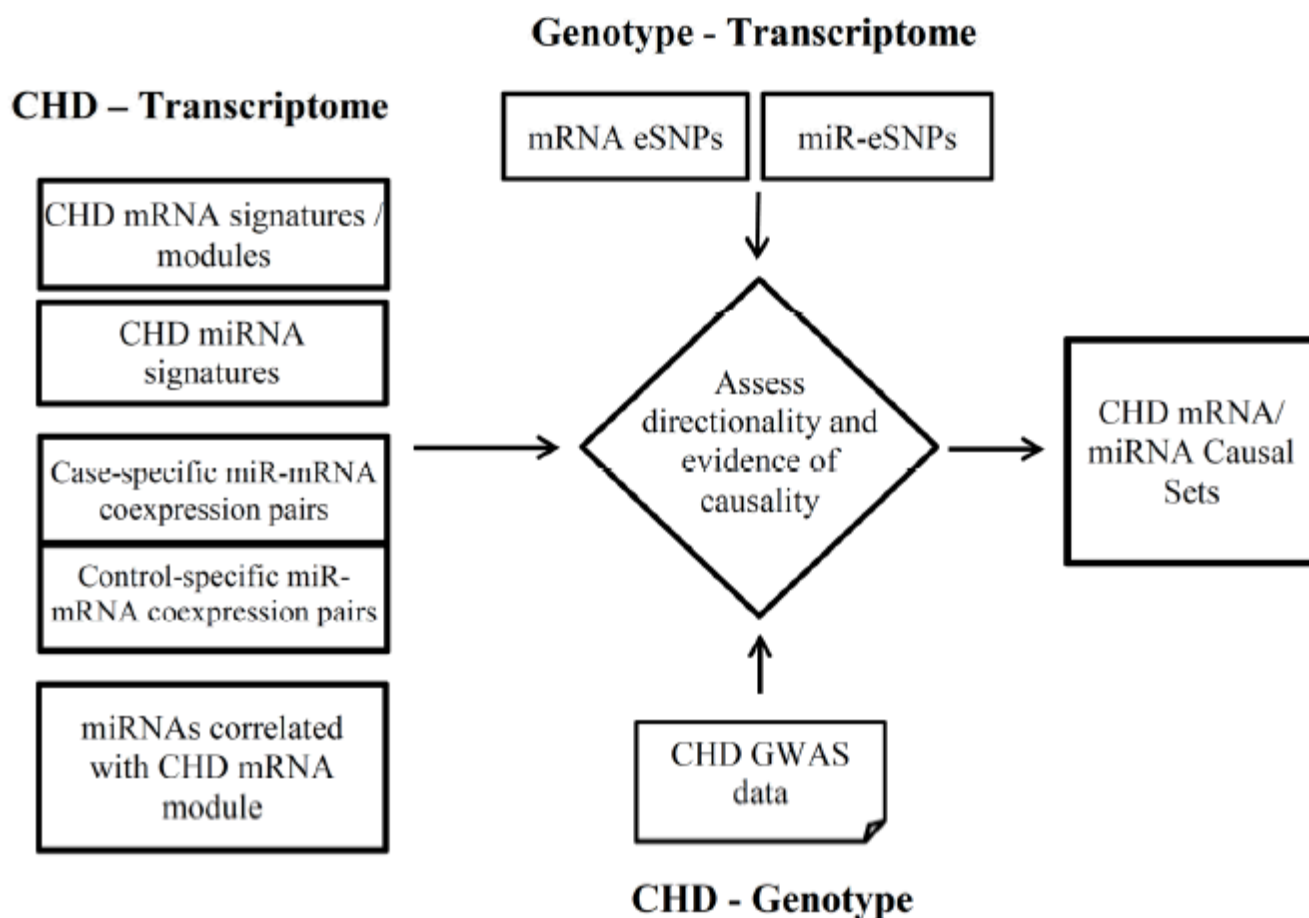 Genotype - Transcriptome
CHD – Transcriptome
mRNA eSNPs
miR-eSNPs
CHD mRNA signatures /
modules
CHD miRNA
signatures
Case-specific miR-mRNA
coexpression pairs
Control-specific miR-
mRNA coexpression pairs
miRNAs correlated
with CHD mRNA
module
Assess
directionality and
evidence of
causality
CHD mRNA/
miRNA Causal
Sets
CHD GWAS
data
CHD - Genotype